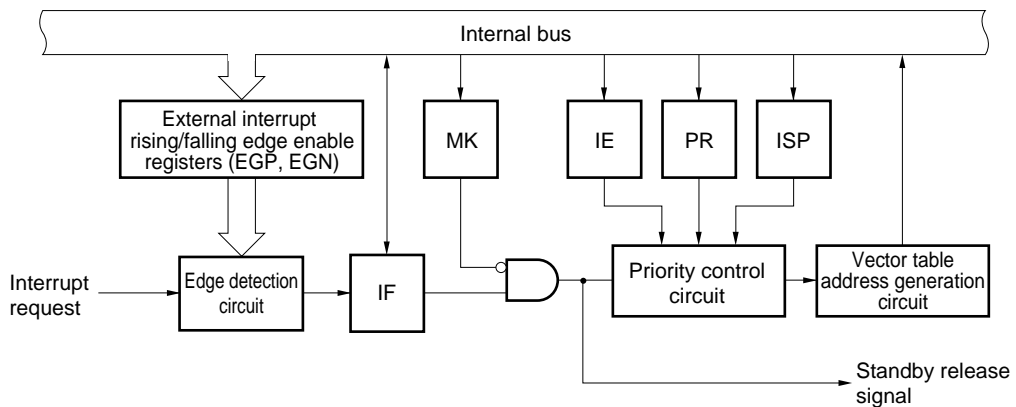 Internal bus
External interrupt
rising/falling edge enable
registers (EGP, EGN)
MK
IE
PR
ISP
Interrupt
request
Edge detection
circuit
IF
Priority control
circuit
Vector table
address generation
circuit
Standby release
signal